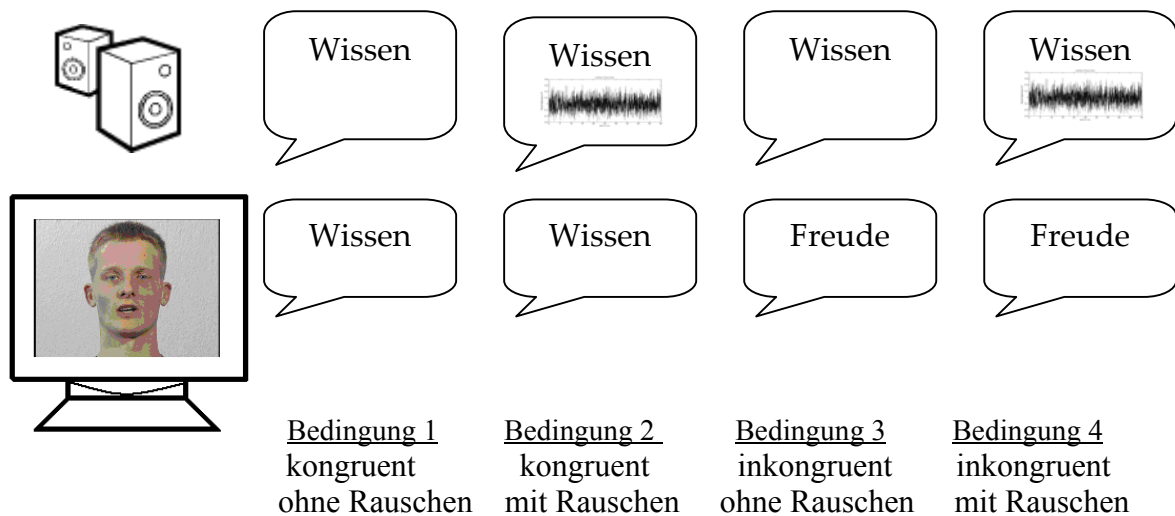 Wissen Wissen Wissen Wissen
Wissen Wissen Freude Freude
Bedingung 1 Bedingung 2 Bedingung 3 Bedingung 4
kongruent kongruent inkongruent inkongruent
ohne Rauschen mit Rauschen ohne Rauschen mit Rauschen